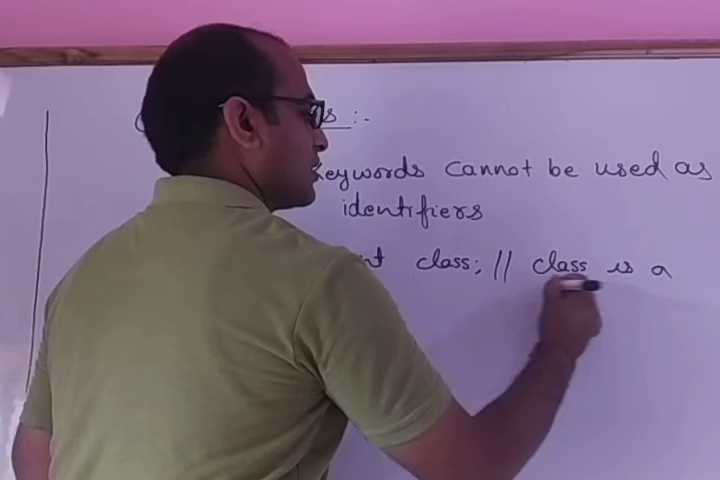 Keywords cannot be used as
identifiers
class; // class is a